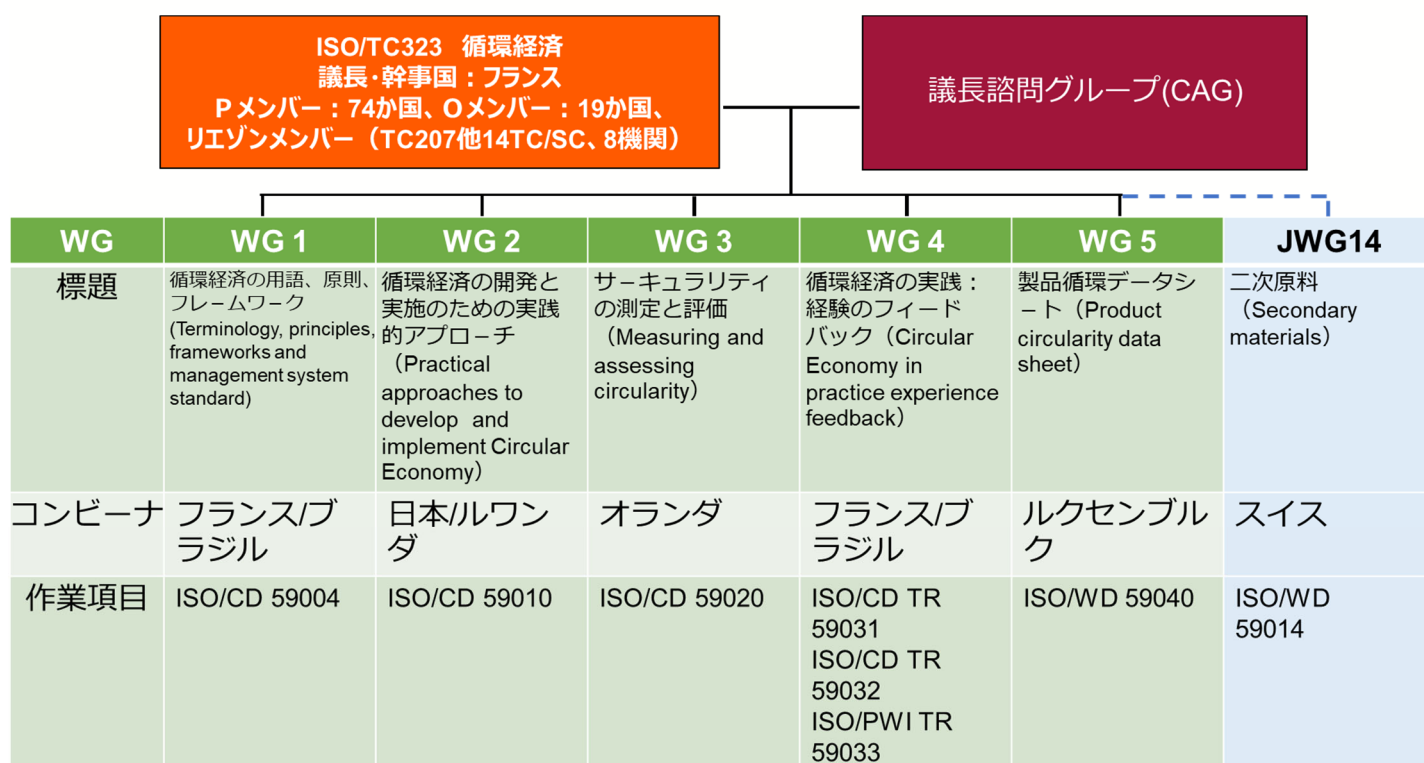 ISO/TC323 循環経済
議長・幹事国：フランス
Pメンバー：74か国、Oメンバー：19か国、
リエゾンメンバー（TC207他14TC/SC、8機関）
議長諮問グループ(CAG)
WG
WG 1
WG 2
WG 3
WG 4
WG 5
JWG14
標題
循環経済の用語、原則、
フレームワーク
(Terminology, principles,
frameworks and
management system
standard)
循環経済の開発と
実施のための実践
的アプローチ
（Practical
approaches to
develop and
implement Circular
Economy）
サーキュラリティ
の測定と評価
（Measuring and
assessing
circularity）
循環経済の実践：
経験のフィード
バック（Circular
Economy in
practice experience
feedback）
製品循環データシ
ート（Product
circularity data
sheet）
二次原料
（Secondary
materials）
コンビーナ
フランス/ブ
ラジル
日本/ルワン
ダ
オランダ
フランス/ブ
ラジル
ルクセンブル
ク
スイス
作業項目
ISO/CD 59004
ISO/CD 59010
ISO/CD 59020
ISO/CD TR
59031
ISO/CD TR
59032
ISO/PWI TR
59033
ISO/WD 59040
ISO/WD
59014